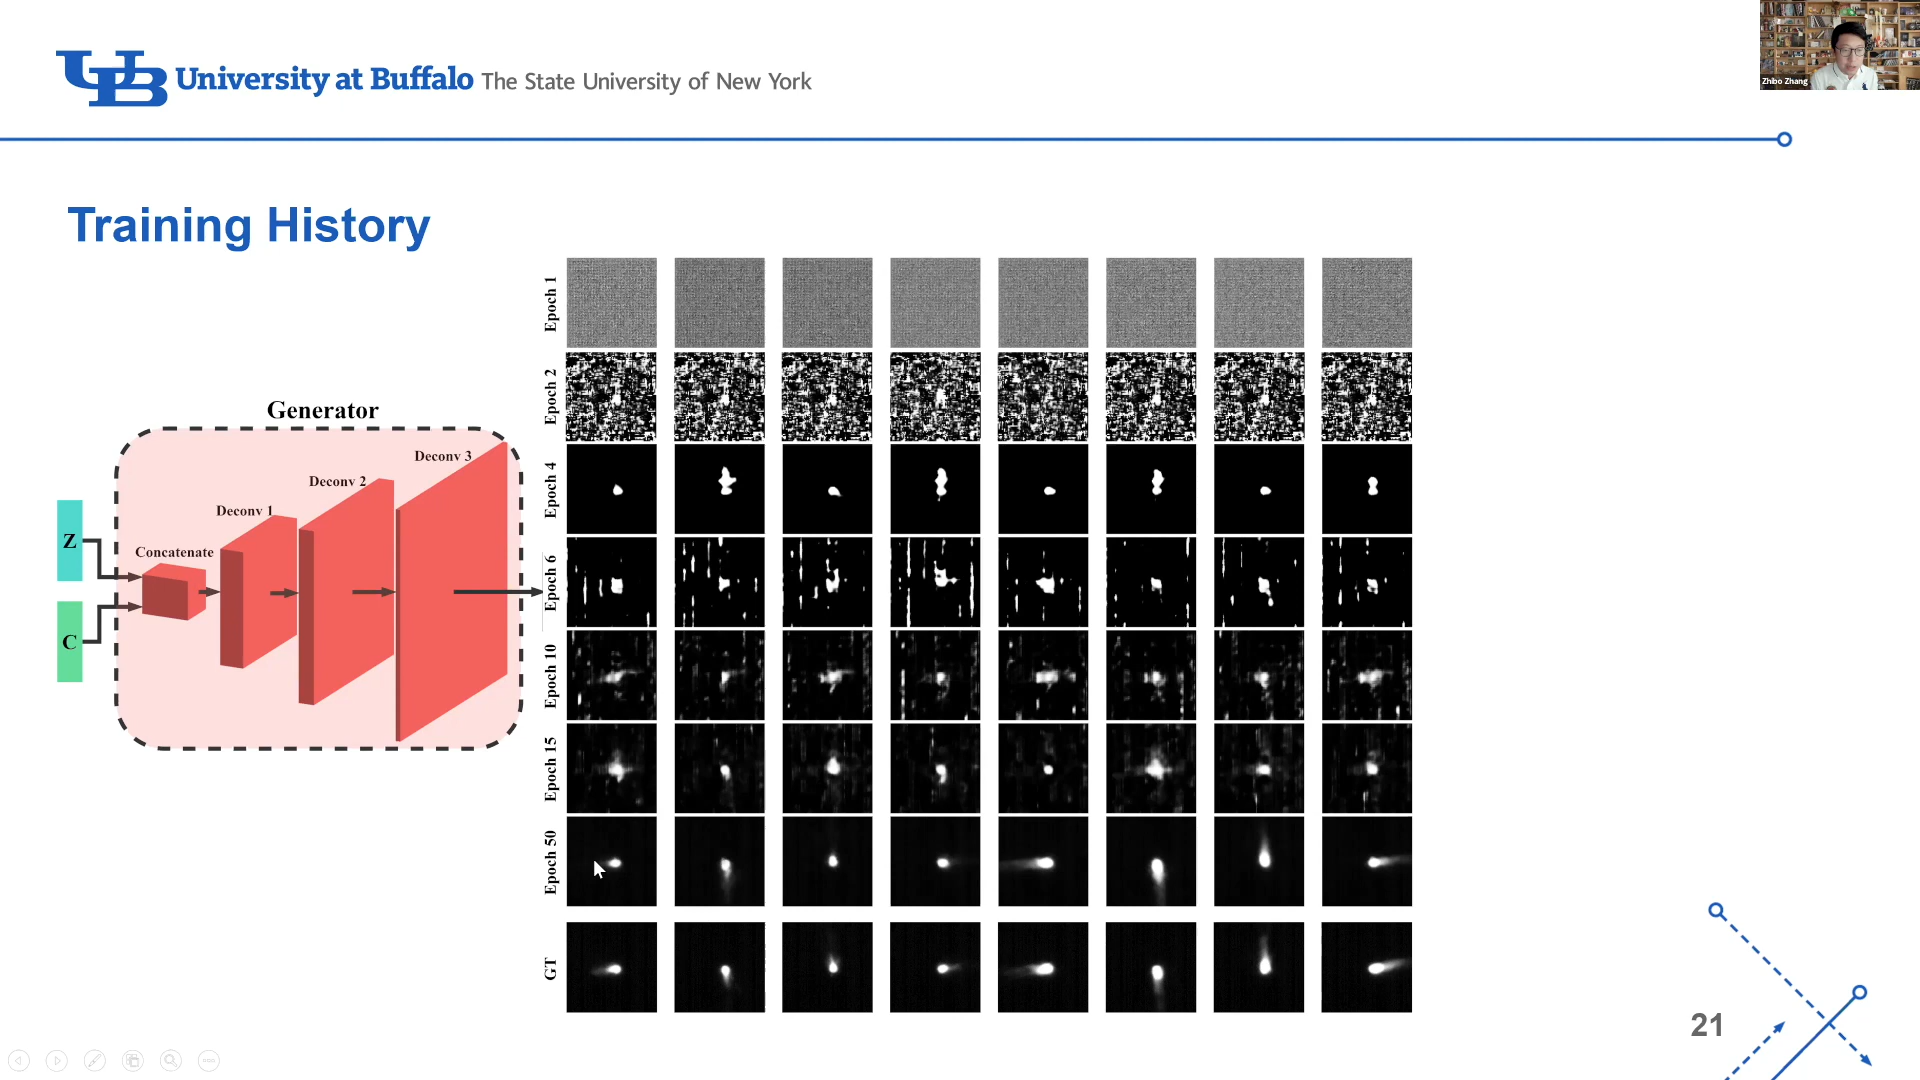 UB University at Buffalo The State University of New York
Zhibo Zhang
Training History
Generator
Z
C
Concatenate
Deconv 1
Deconv 2
Deconv 3
Epoch 1
Epoch 2
Epoch 4
Epoch 6
Epoch 10
Epoch 15
Epoch 50
GT
21